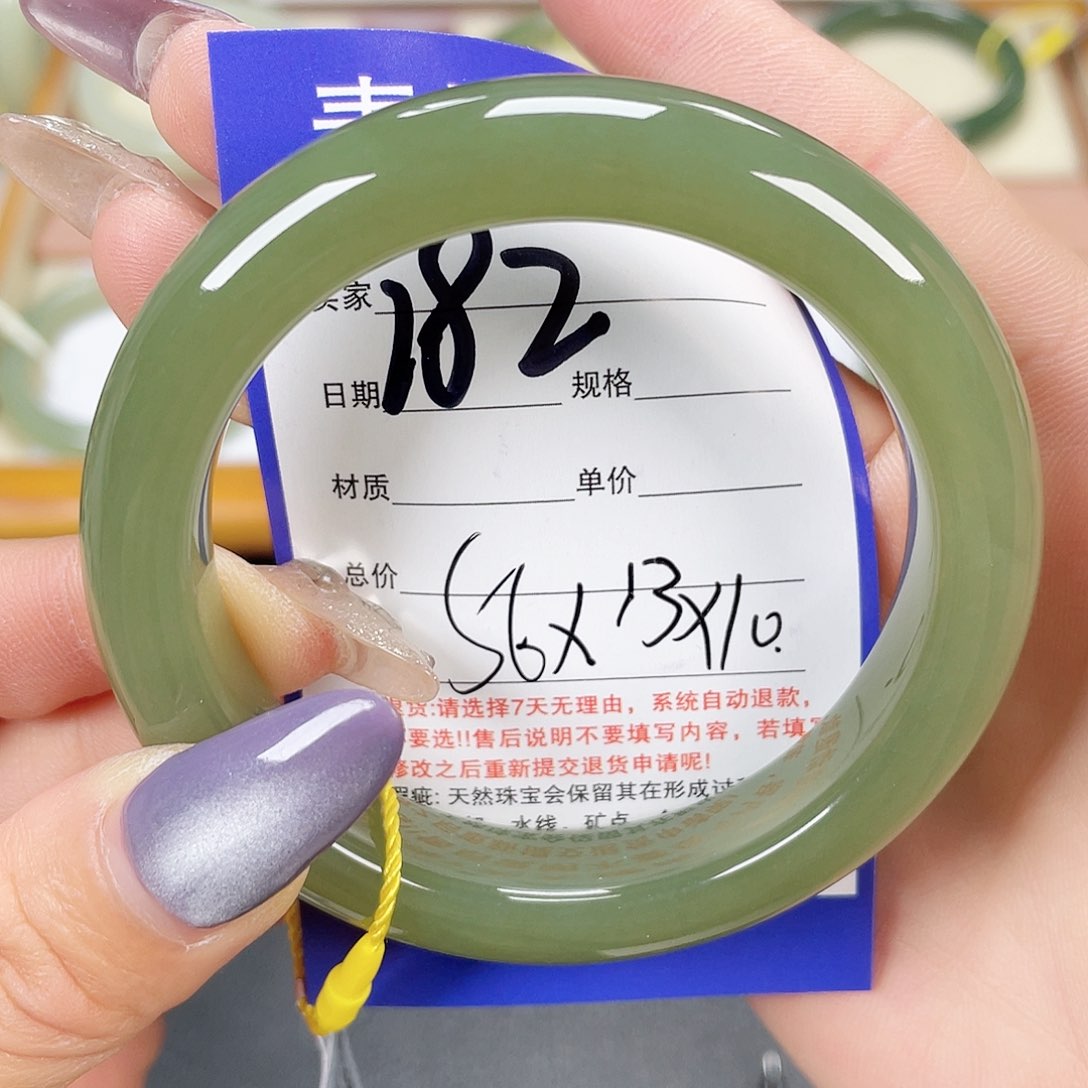 182
卖家
日期 规格
材质 单价
总价
56X13X10.
退货:请选择7天无理由，系统自动退款，
要选!!售后说明不要填写内容，若填写
修改之后重新提交退货申请呢!
瑕疵: 天然珠宝会保留其在形成过
水线、矿点、